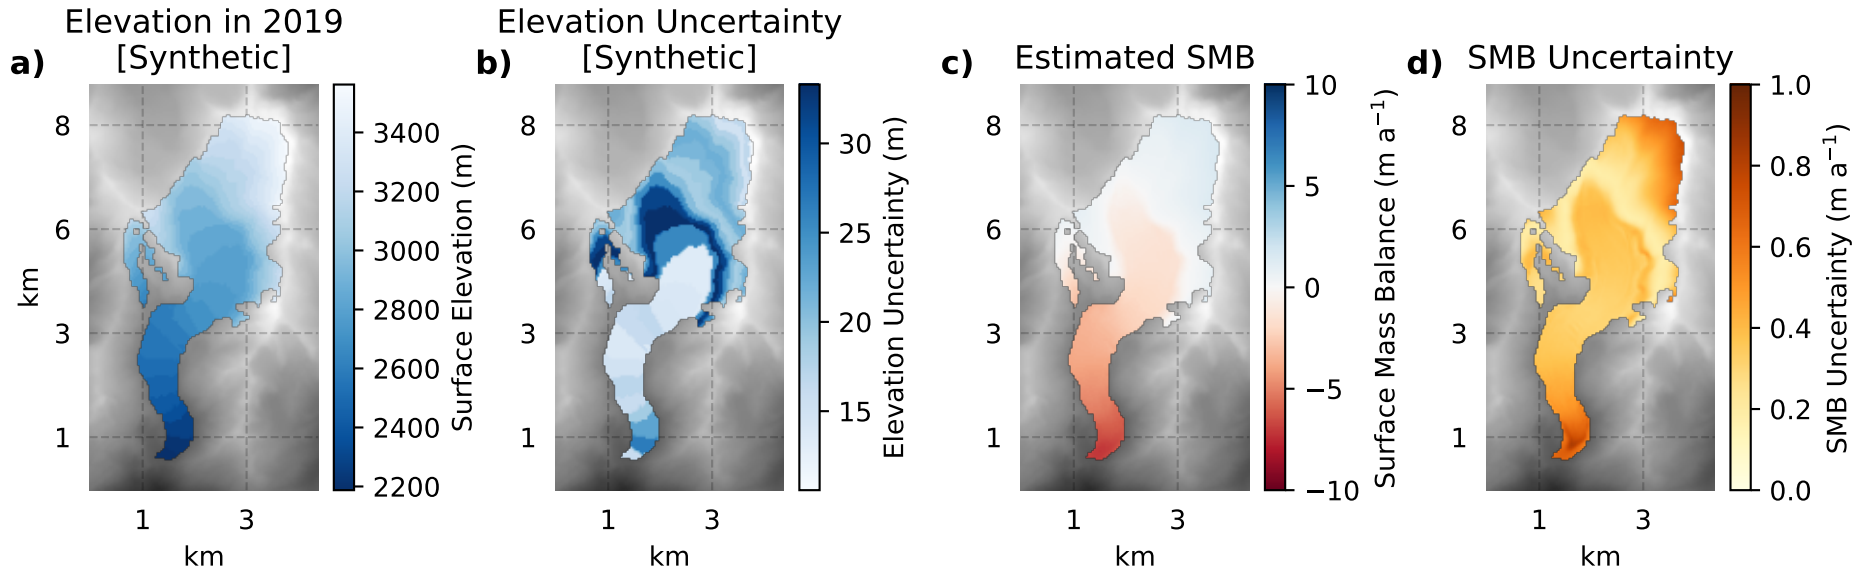 Elevation in 2019
[Synthetic]
a)
8
6
3
1
km
1
3
km
3400
3200
3000
2800
2600
2400
2200
Surface Elevation (m)
Elevation Uncertainty
[Synthetic]
b)
8
6
3
1
1
3
km
30
25
20
15
Elevation Uncertainty (m)
Estimated SMB
c)
8
6
3
1
1
3
km
10
5
0
−5
−10
Surface Mass Balance (m a⁻¹)
SMB Uncertainty
d)
8
6
3
1
1
3
km
1.0
0.8
0.6
0.4
0.2
0.0
SMB Uncertainty (m a⁻¹)